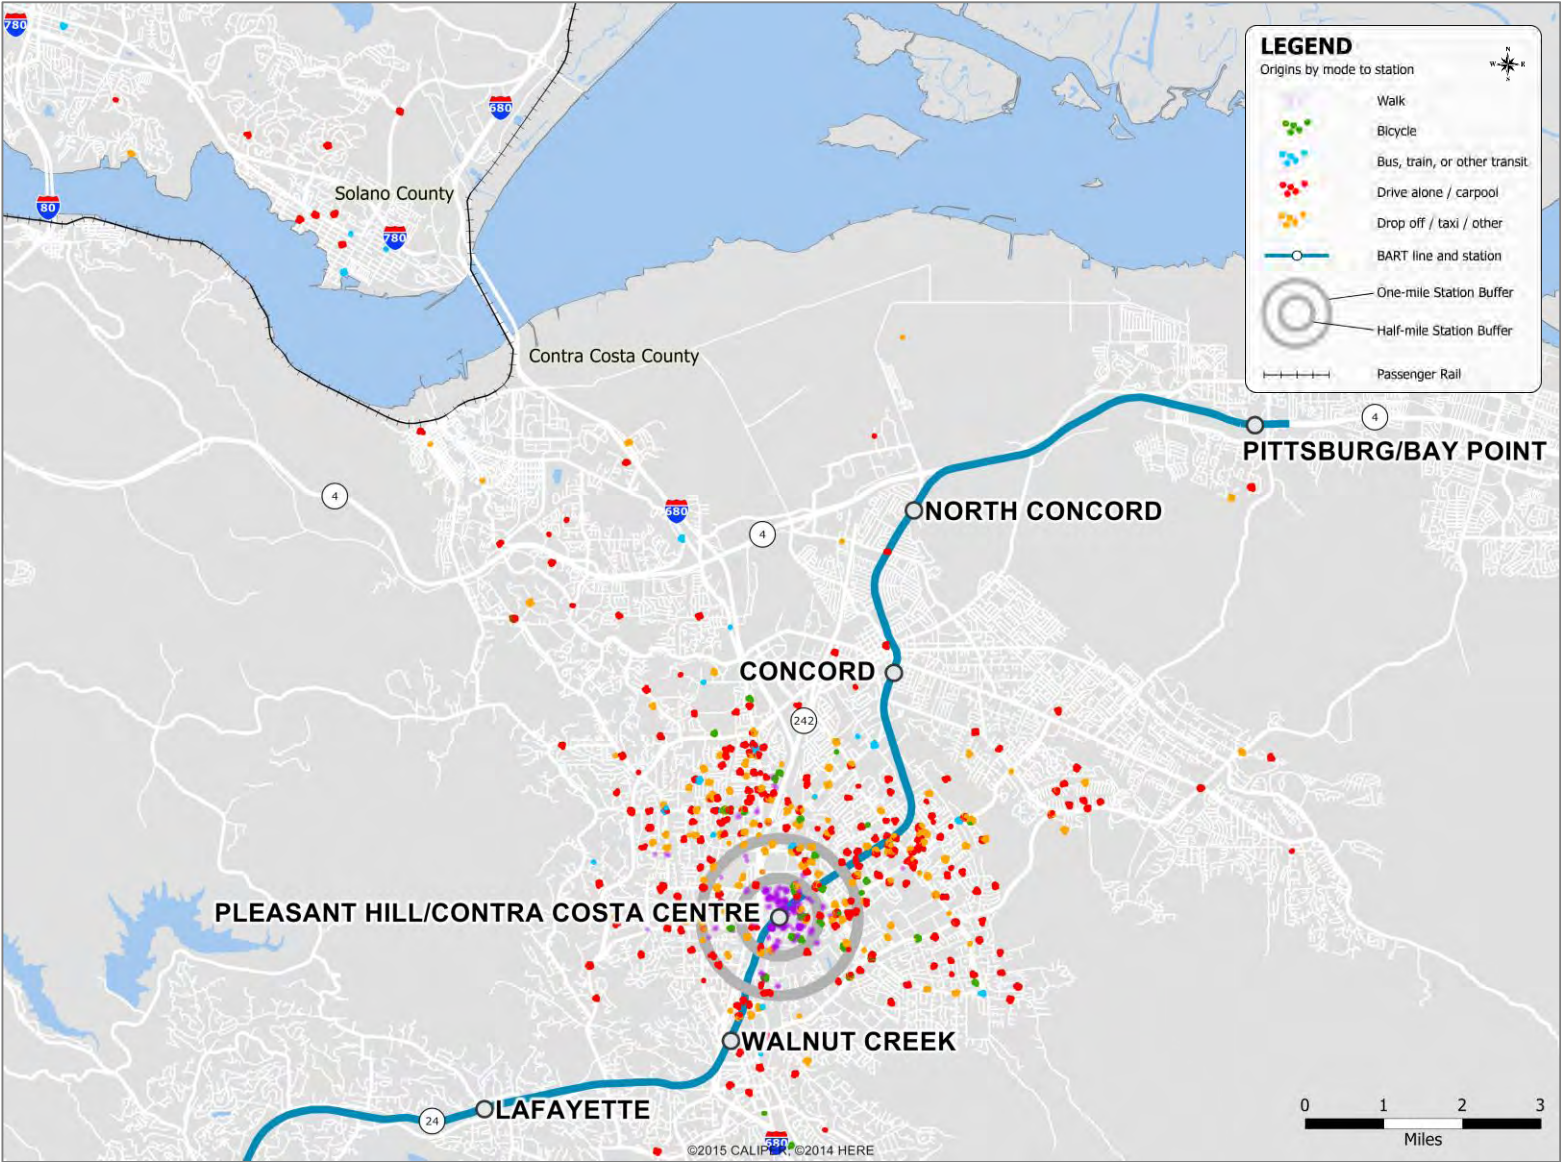 780
680
Solano County
80
780
Contra Costa County
LEGEND
Origins by mode to station
N
W
E
S
Walk
Bicycle
Bus, train, or other transit
Drive alone / carpool
Drop off / taxi / other
BART line and station
One-mile Station Buffer
Half-mile Station Buffer
Passenger Rail
4
PITTSBURG/BAY POINT
4
680
NORTH CONCORD
4
CONCORD
242
PLEASANT HILL/CONTRA COSTA CENTRE
WALNUT CREEK
LAFAYETTE
24
680
0 1 2 3
Miles
©2015 CALIPER; ©2014 HERE